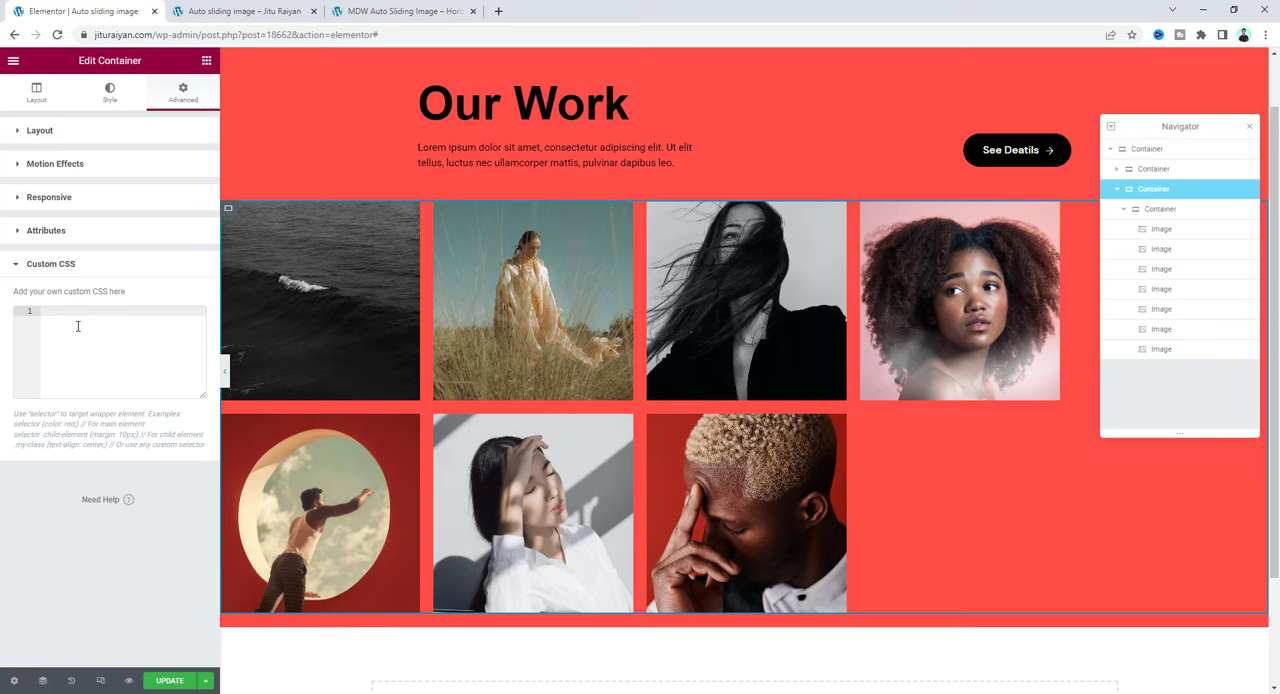 Elementor | Auto sliding image
Auto sliding image – Jitu Raiyan
MDW Auto Sliding Image – Hori
jituraiyan.com/wp-admin/post.php?post=18662&action=elementor#
Edit Container
Layout
Style
Advanced
Layout
Motion Effects
Responsive
Attributes
Custom CSS
Add your own custom CSS here
1
Use "selector" to target wrapper element. Examples:
selector {color: red;} // For main element
selector .child-element {margin: 10px;} // For child element
.my-class {text-align: center;} // Or use any custom selector
Need Help
UPDATE
Our Work
Lorem ipsum dolor sit amet, consectetur adipiscing elit. Ut elit
tellus, luctus nec ullamcorper mattis, pulvinar dapibus leo.
See Deatils
Navigator
Container
Container
Container
Container
Image
Image
Image
Image
Image
Image
Image